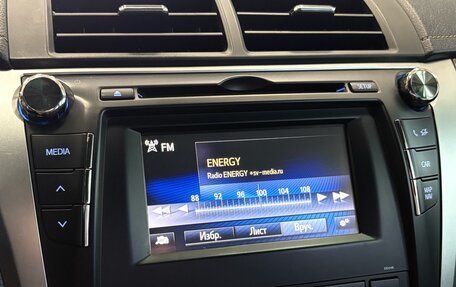 SETUP
MEDIA
CAR
MAP
NAV
FM
ENERGY
Radio ENERGY +sv-media.ru
88 92 96 100 104 108
Избр.
Лист
Вруч.